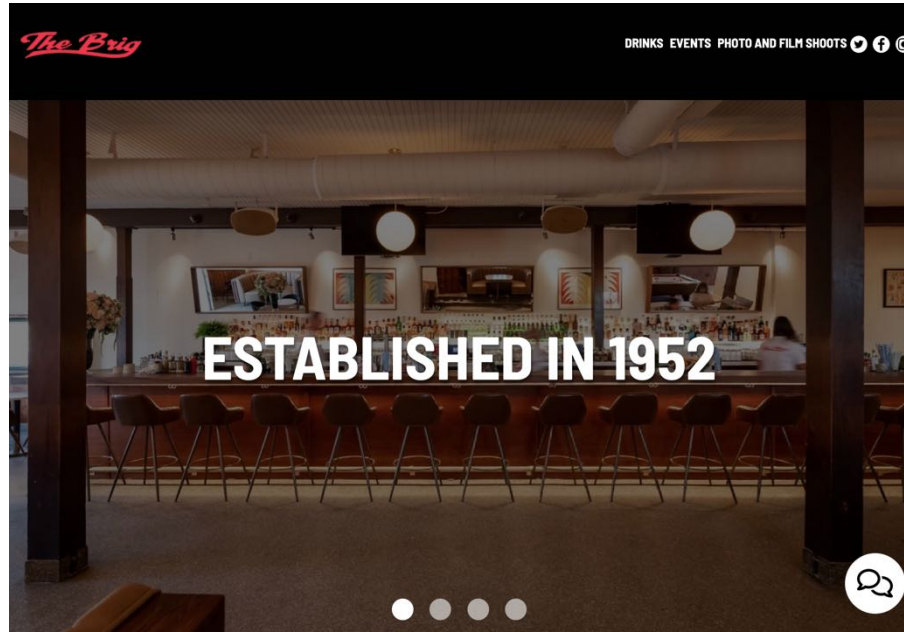 The Brig
DRINKS EVENTS PHOTO AND FILM SHOOTS
ESTABLISHED IN 1952